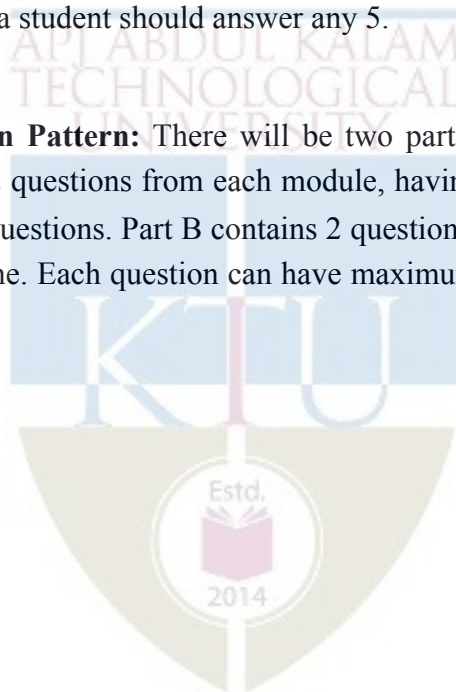 a student should answer any 5.
APJ ABDUL KALAM
TECHNOLOGICAL
UNIVERSITY
n Pattern: There will be two part
questions from each module, havin
uestions. Part B contains 2 question
ne. Each question can have maximu
KTU
Estd.
2014